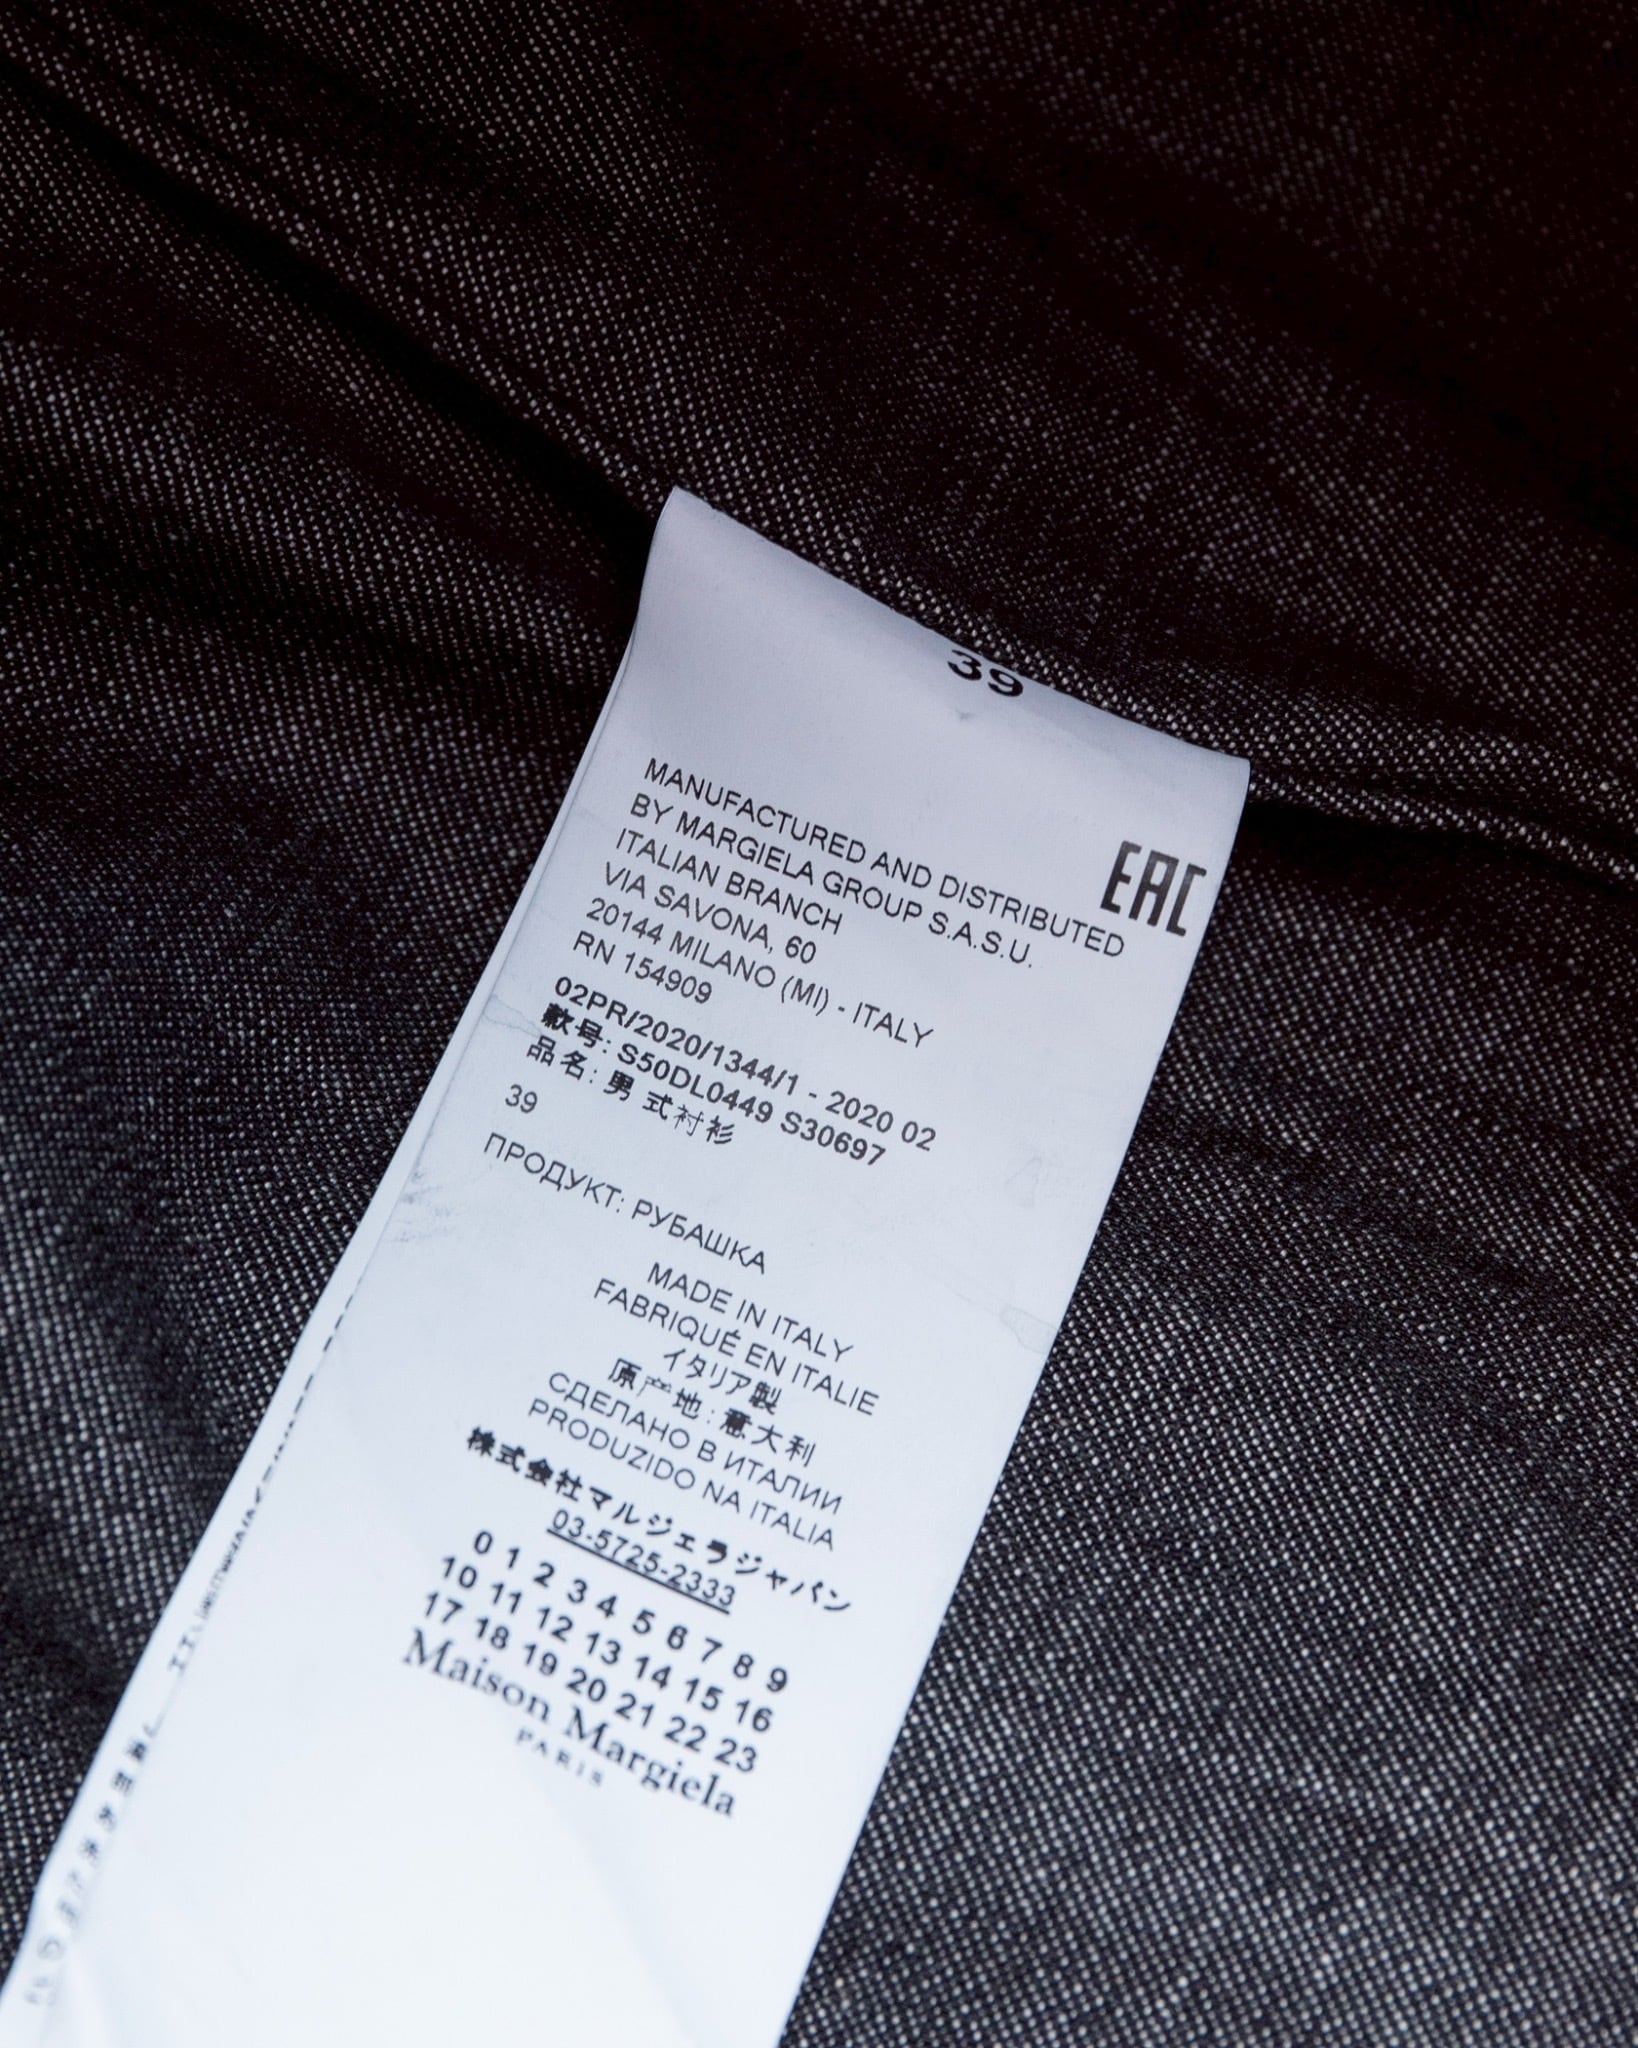 39
MANUFACTURED AND DISTRIBUTED
BY MARGIELA GROUP S.A.S.U.
ITALIAN BRANCH
VIA SAVONA, 60
20144 MILANO (MI) - ITALY
RN 154909
EAC
02PR/2020/1344/1 - 2020 02
款号: S50DL0449 S30697
品名: 男 式衬衫
39
ПРОДУКТ: РУБАШКА
MADE IN ITALY
FABRIQUÉ EN ITALIE
イタリア製
原产地: 意大利
СДЕЛАНО В ИТАЛИИ
PRODUZIDO NA ITALIA
株式会社マルジェラジャパン
03-5725-2333
0 1 2 3 4 5 6 7 8 9
10 11 12 13 14 15 16
17 18 19 20 21 22 23
Maison Margiela
PARIS